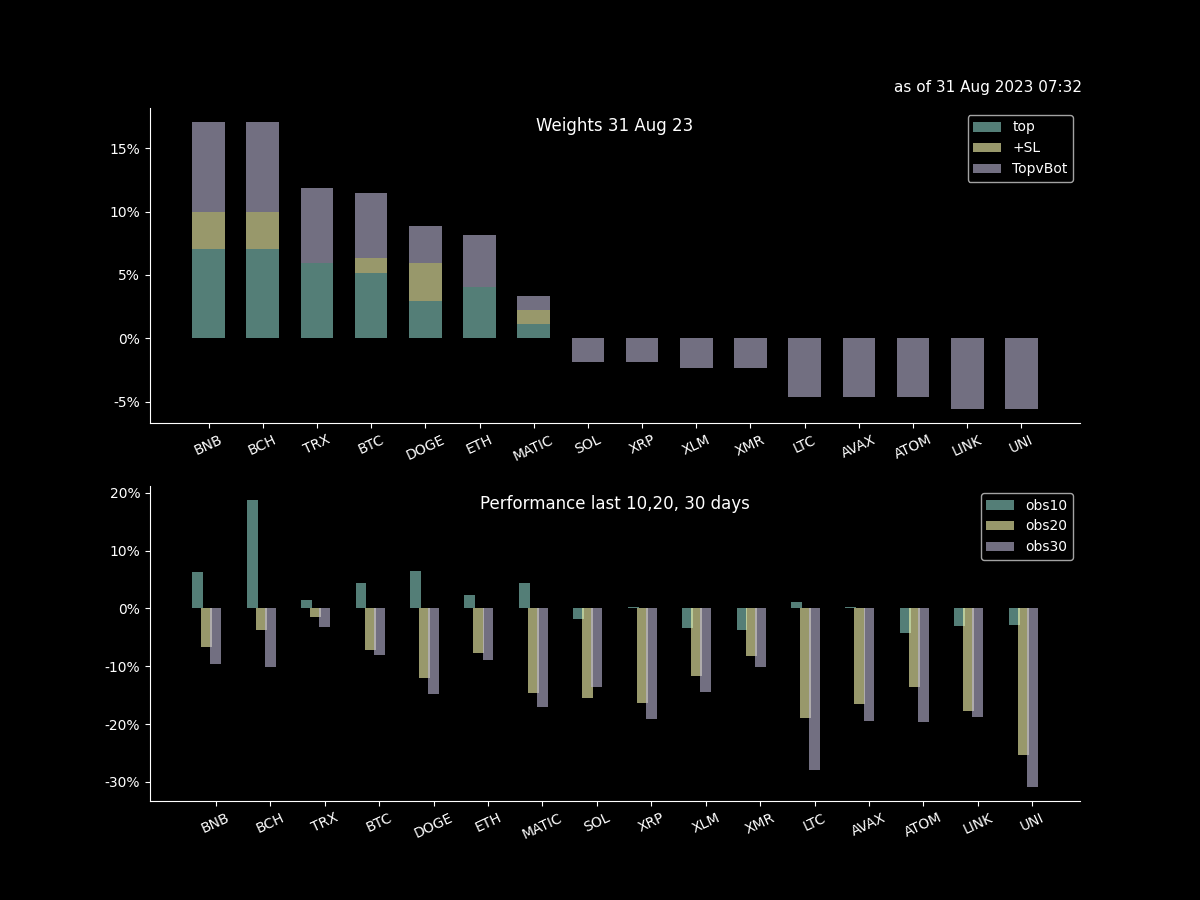 as of 31 Aug 2023 07:32
Weights 31 Aug 23
top
+SL
TopvBot
15%
10%
5%
0%
-5%
BNB BCH TRX BTC DOGE ETH MATIC SOL XRP XLM XMR LTC AVAX ATOM LINK UNI
Performance last 10,20, 30 days
obs10
obs20
obs30
20%
10%
0%
-10%
-20%
-30%
BNB BCH TRX BTC DOGE ETH MATIC SOL XRP XLM XMR LTC AVAX ATOM LINK UNI